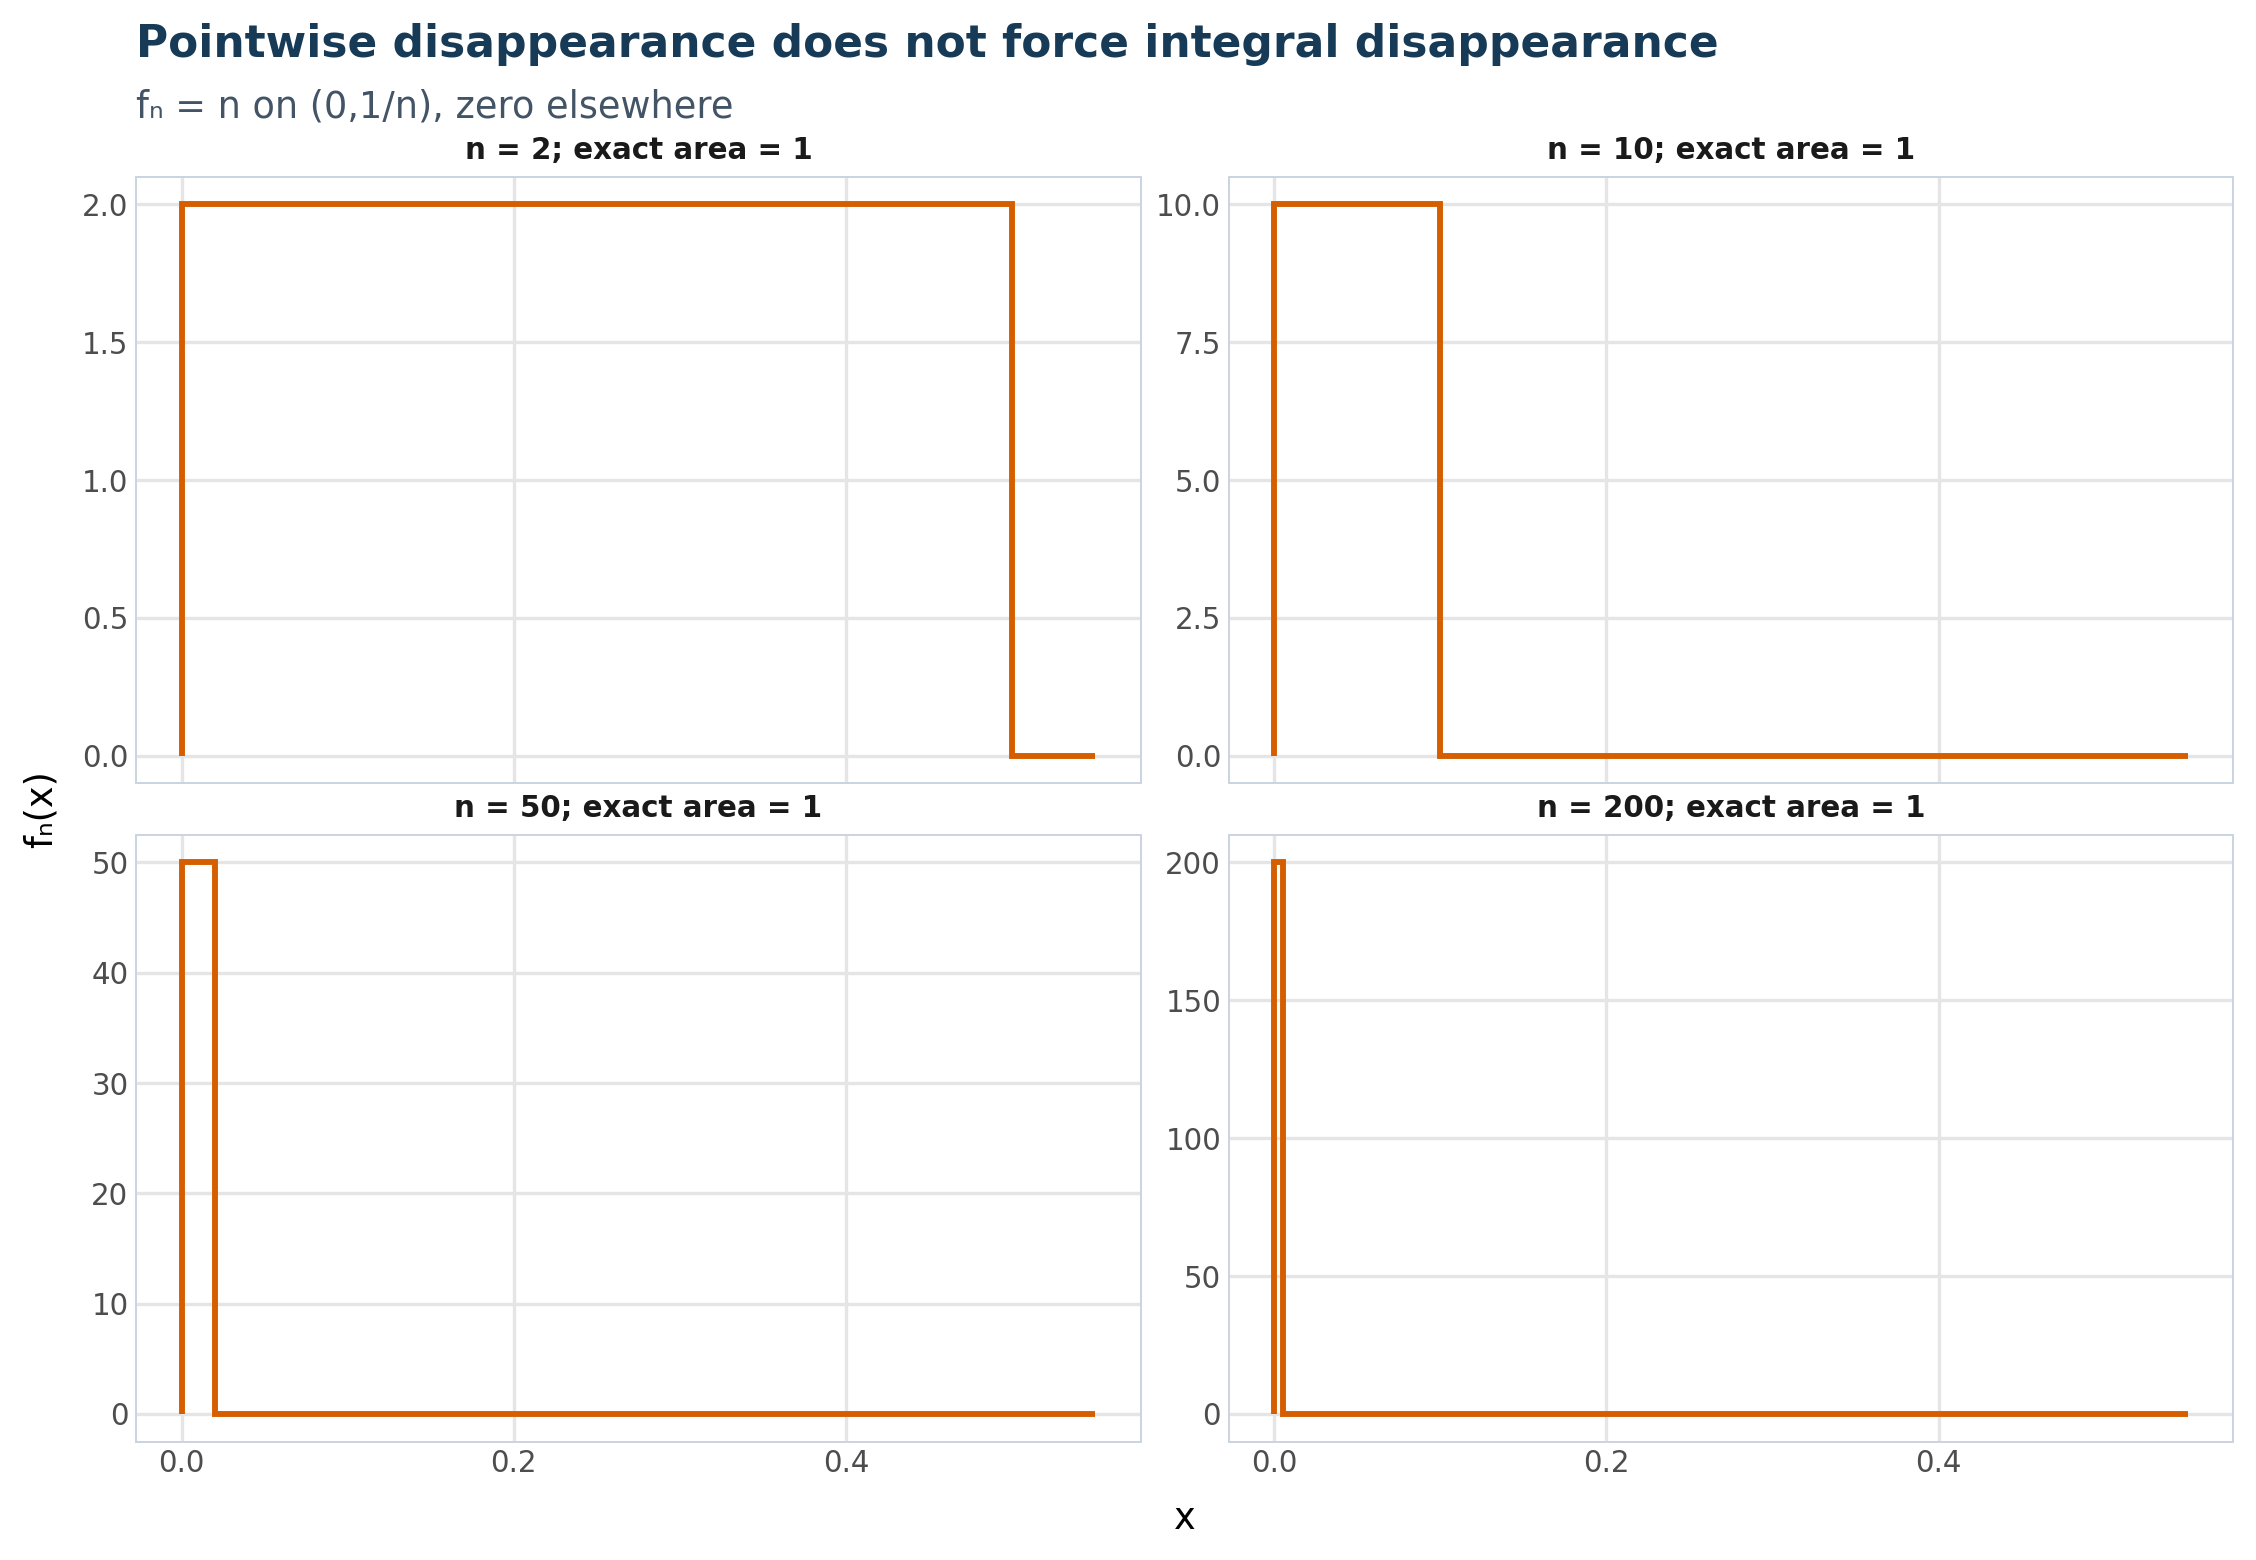 Pointwise disappearance does not force integral disappearance
fₙ = n on (0,1/n), zero elsewhere
n = 2; exact area = 1
n = 10; exact area = 1
2.0
1.5
1.0
0.5
0.0
10.0
7.5
5.0
2.5
0.0
fₙ(x)
n = 50; exact area = 1
n = 200; exact area = 1
50
40
30
20
10
0
200
150
100
50
0
0.0 0.2 0.4
0.0 0.2 0.4
x